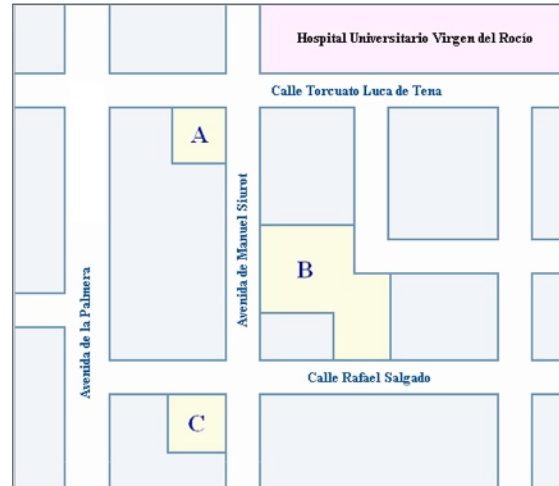 Hospital Universitario Virgen del Rocío
Calle Torcuato Luca de Tena
A
Avenida de Manuel Siurot
B
Avenida de la Palmera
Calle Rafael Salgado
C